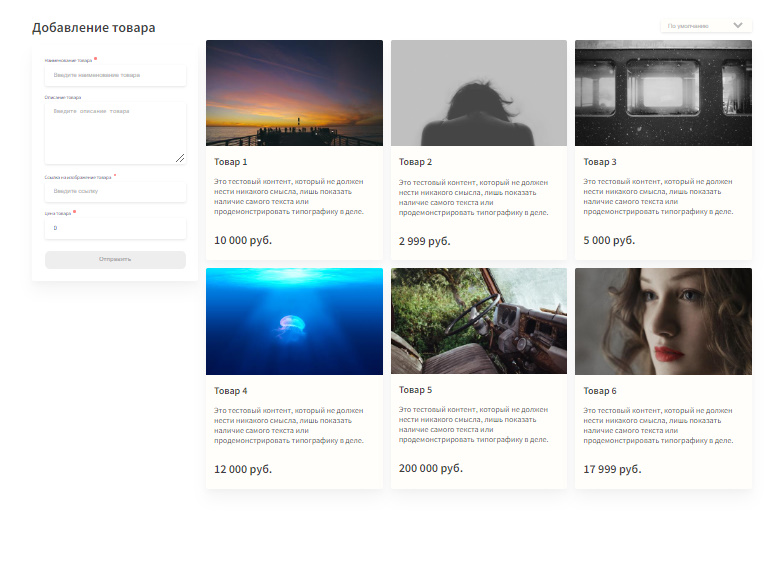 Добавление товара
По умолчанию
Наименование товара *
Введите наименование товара
Описание товара
Введите описание товара
Ссылка на изображение товара *
Введите ссылку
Цена товара *
0
Отправить
Товар 1
Это тестовый контент, который не должен
нести никакого смысла, лишь показать
наличие самого текста или
продемонстрировать типографику в деле.
10 000 руб.
Товар 2
Это тестовый контент, который не должен
нести никакого смысла, лишь показать
наличие самого текста или
продемонстрировать типографику в деле.
2 999 руб.
Товар 3
Это тестовый контент, который не должен
нести никакого смысла, лишь показать
наличие самого текста или
продемонстрировать типографику в деле.
5 000 руб.
Товар 4
Это тестовый контент, который не должен
нести никакого смысла, лишь показать
наличие самого текста или
продемонстрировать типографику в деле.
12 000 руб.
Товар 5
Это тестовый контент, который не должен
нести никакого смысла, лишь показать
наличие самого текста или
продемонстрировать типографику в деле.
200 000 руб.
Товар 6
Это тестовый контент, который не должен
нести никакого смысла, лишь показать
наличие самого текста или
продемонстрировать типографику в деле.
17 999 руб.